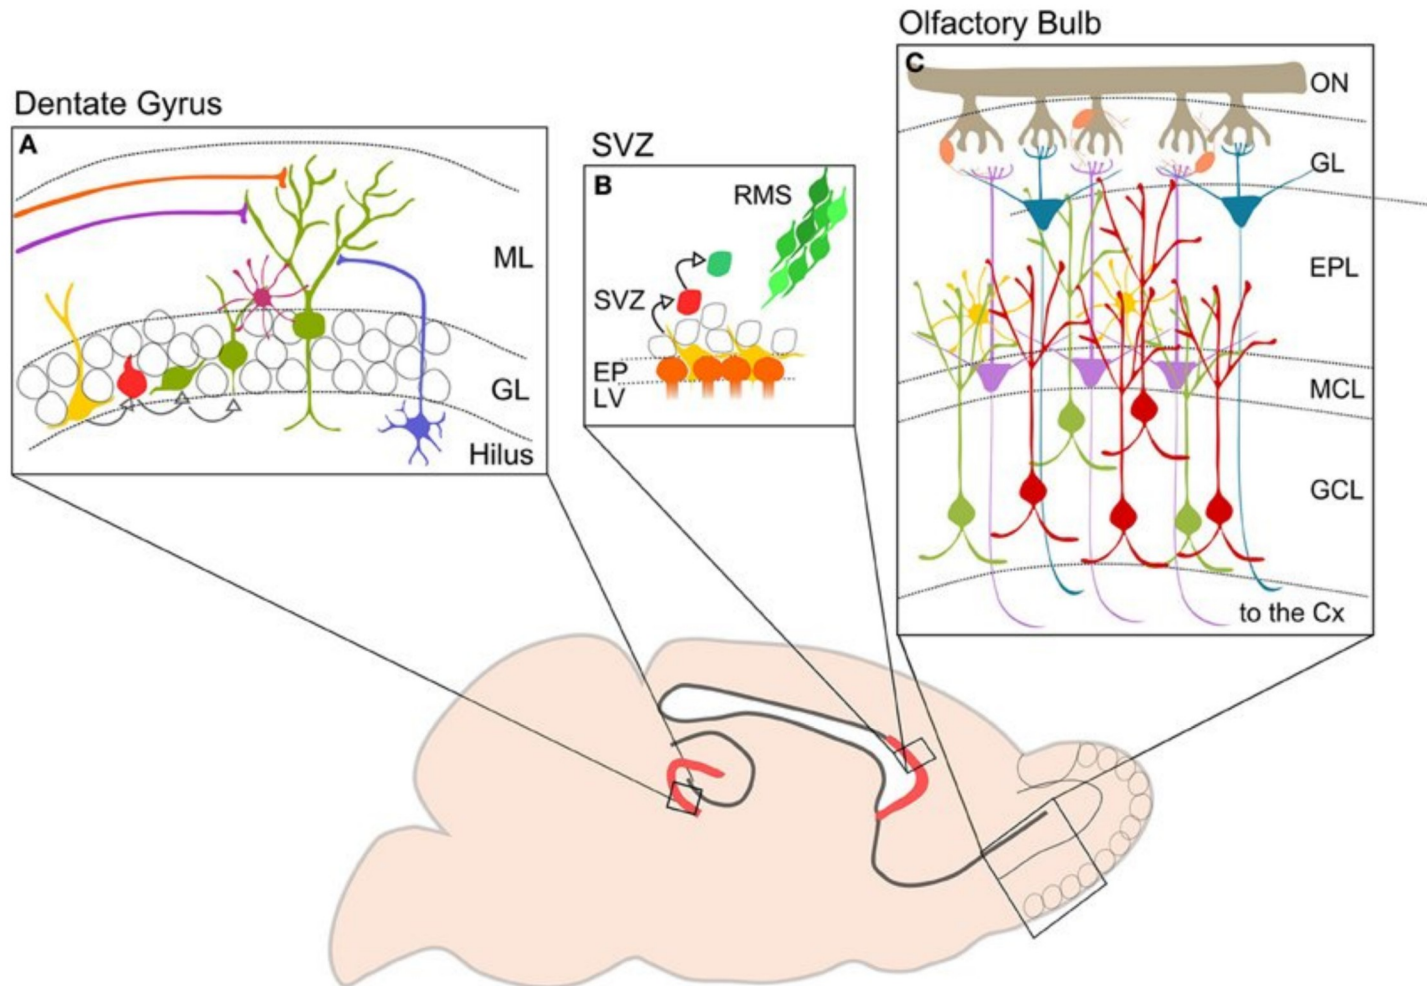 Olfactory Bulb
Dentate Gyrus
SVZ
A
ML
GL
Hilus
B
RMS
SVZ
EP
LV
C
ON
GL
EPL
MCL
GCL
to the Cx